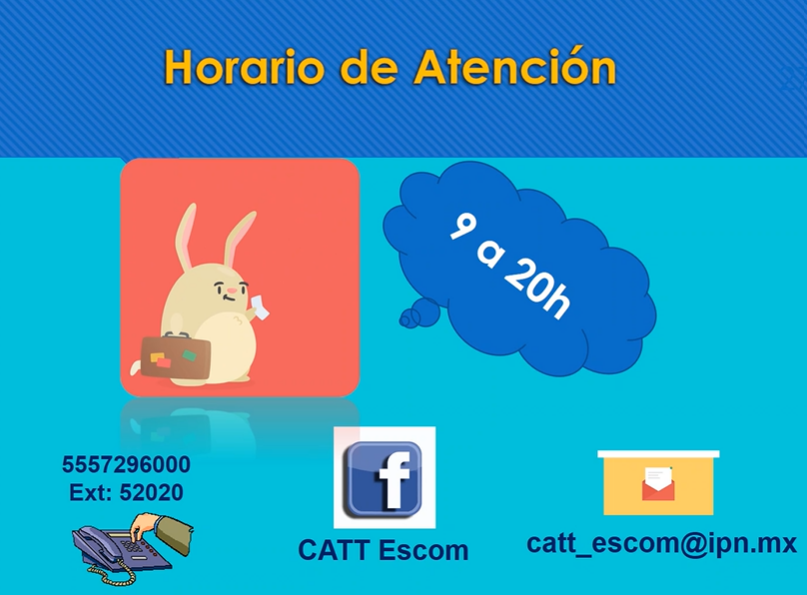 Horario de Atención
9 a 20h
5557296000
Ext: 52020
CATT Escom
catt_escom@ipn.mx